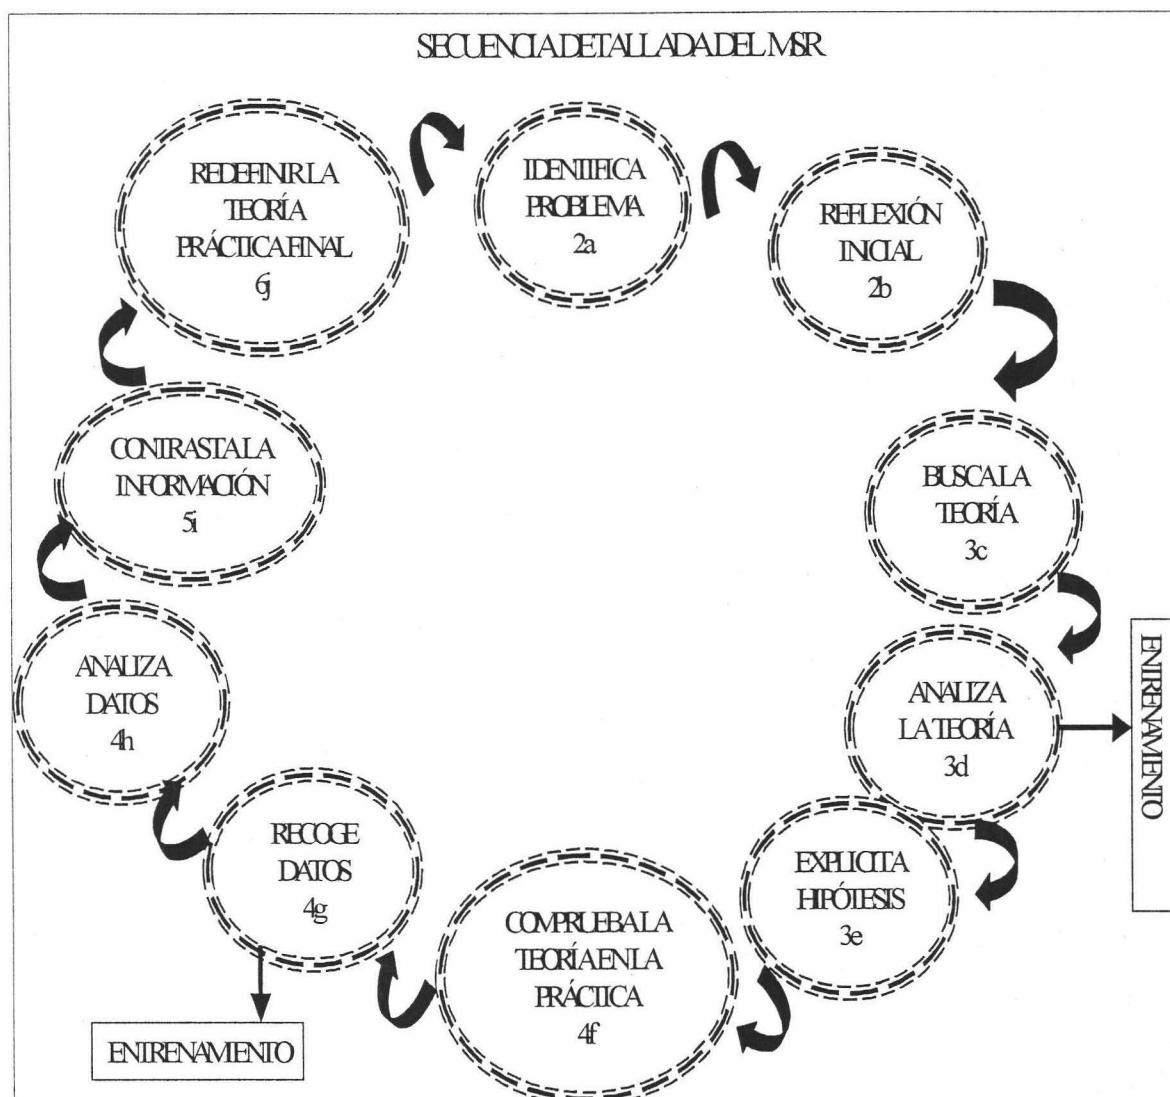 SECUENCIA DETALLADA DEL MSR
REDEFINIR LA
TEORÍA
PRÁCTICA FINAL
6j
IDENTIFICA
PROBLEMA
2a
REFLEXIÓN
INICIAL
2b
BUSCA LA
TEORÍA
3c
ANALIZA
LA TEORÍA
3d
ENTRENAMIENTO
EXPLICITA
HIPÓTESIS
3e
COMPRUEBA LA
TEORÍA EN LA
PRÁCTICA
4f
RECOGE
DATOS
4g
ENTRENAMIENTO
ANALIZA
DATOS
4h
CONTRASTA LA
INFORMACIÓN
5i